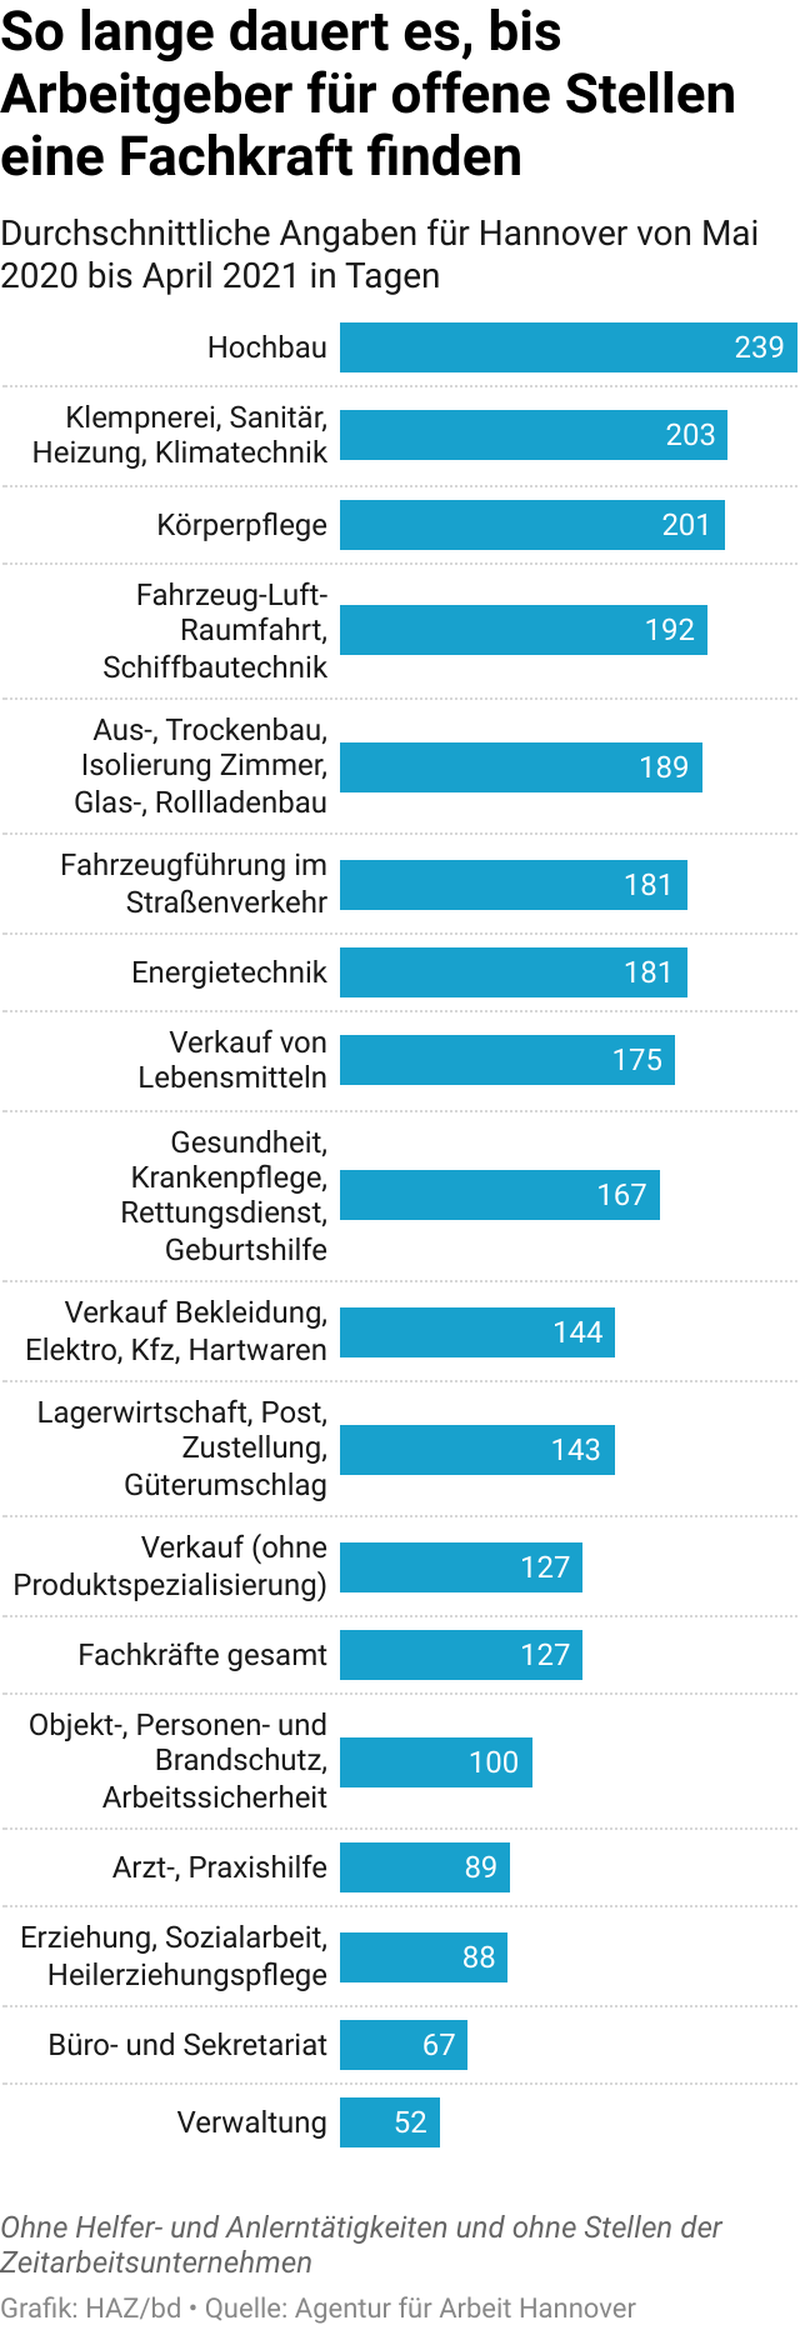 So lange dauert es, bis
Arbeitgeber für offene Stellen
eine Fachkraft finden
Durchschnittliche Angaben für Hannover von Mai
2020 bis April 2021 in Tagen
Hochbau 239
Klempnerei, Sanitär,
Heizung, Klimatechnik 203
Körperpflege 201
Fahrzeug-Luft-
Raumfahrt,
Schiffbautechnik 192
Aus-, Trockenbau,
Isolierung Zimmer,
Glas-, Rollladenbau 189
Fahrzeugführung im
Straßenverkehr 181
Energietechnik 181
Verkauf von
Lebensmitteln 175
Gesundheit,
Krankenpflege,
Rettungsdienst,
Geburtshilfe 167
Verkauf Bekleidung,
Elektro, Kfz, Hartwaren 144
Lagerwirtschaft, Post,
Zustellung,
Güterumschlag 143
Verkauf (ohne
Produktspezialisierung) 127
Fachkräfte gesamt 127
Objekt-, Personen- und
Brandschutz,
Arbeitssicherheit 100
Arzt-, Praxishilfe 89
Erziehung, Sozialarbeit,
Heilerziehungspflege 88
Büro- und Sekretariat 67
Verwaltung 52
Ohne Helfer- und Anlerntätigkeiten und ohne Stellen der
Zeitarbeitsunternehmen
Grafik: HAZ/bd • Quelle: Agentur für Arbeit Hannover